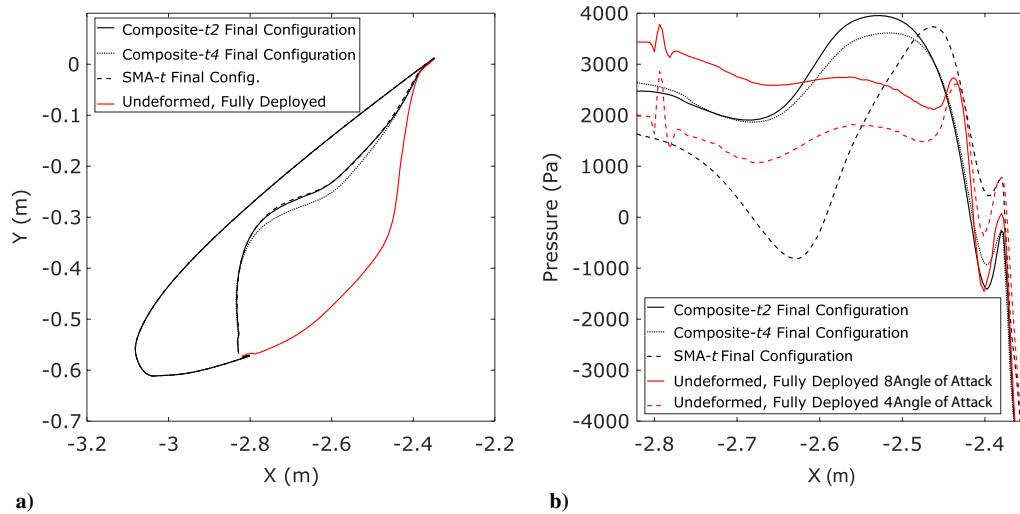 Composite-t2 Final Configuration
Composite-t4 Final Configuration
SMA-t Final Config.
Undeformed, Fully Deployed
0
-0.1
-0.2
-0.3
-0.4
-0.5
-0.6
-0.7
Y (m)
-3.2
-3
-2.8
-2.6
-2.4
-2.2
X (m)
a)
4000
3000
2000
1000
0
-1000
-2000
-3000
-4000
Pressure (Pa)
Composite-t2 Final Configuration
Composite-t4 Final Configuration
SMA-t Final Configuration
Undeformed, Fully Deployed 8Angle of Attack
Undeformed, Fully Deployed 4Angle of Attack
-2.8
-2.7
-2.6
-2.5
-2.4
X (m)
b)